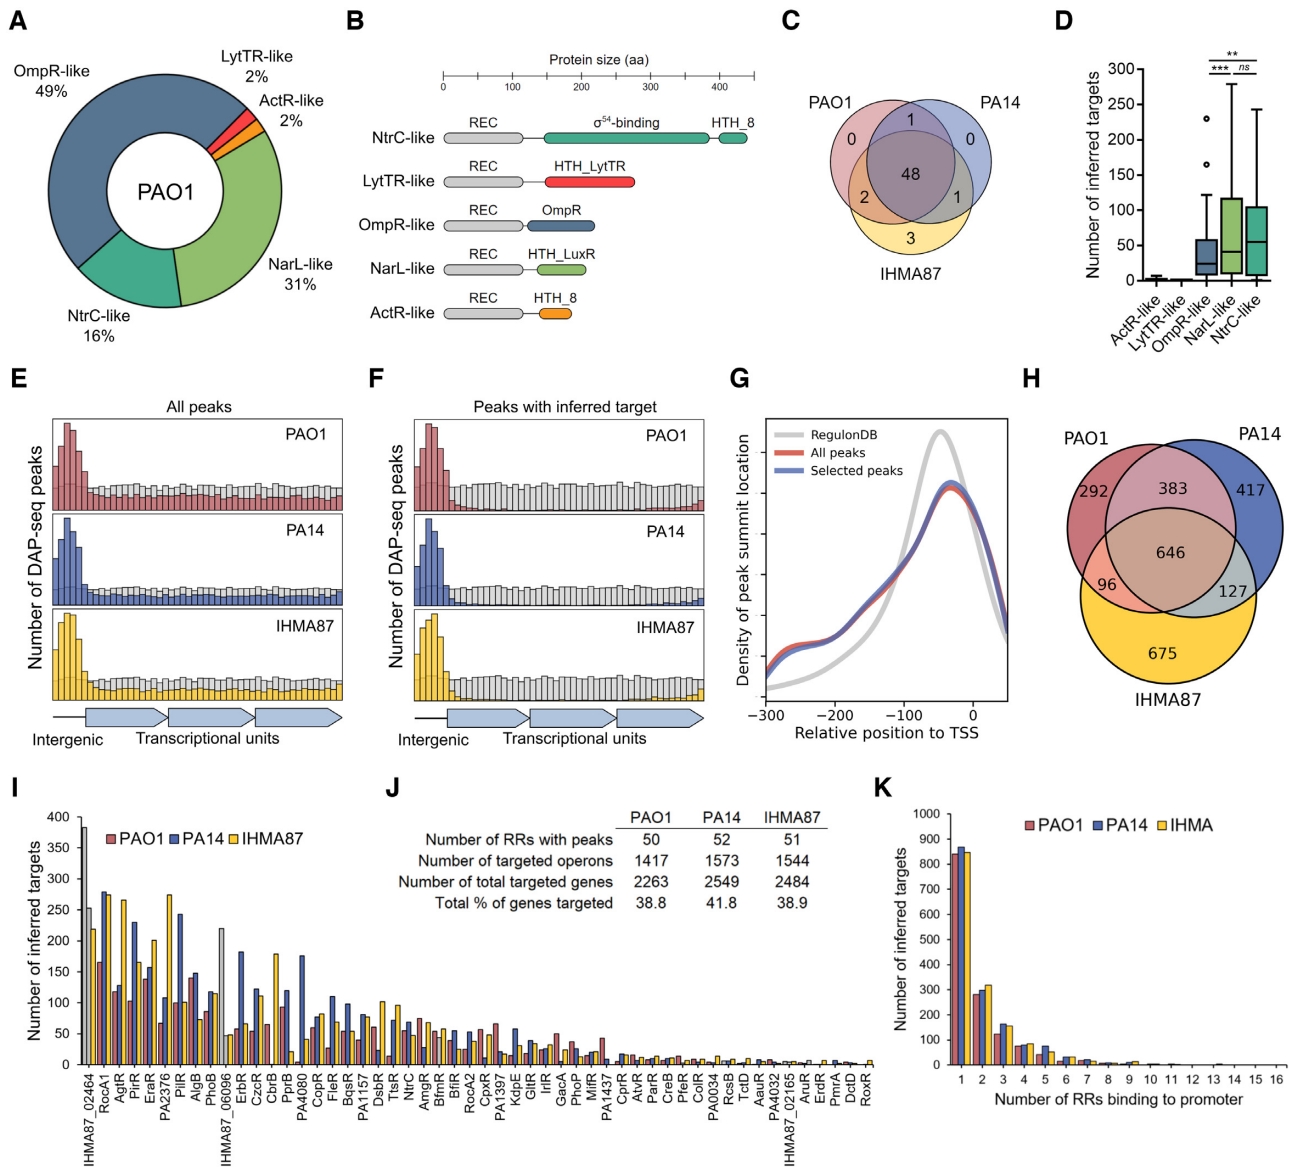 A
OmpR-like
49%
LytTR-like
2%
ActR-like
2%
PAO1
NarL-like
31%
NtrC-like
16%
B
Protein size (aa)
0 100 200 300 400
NtrC-like REC σ54-binding HTH_8
LytTR-like REC HTH_LytTR
OmpR-like REC OmpR
NarL-like REC HTH_LuxR
ActR-like REC HTH_8
C
PAO1 PA14
0 1 0
48
2 1
3
IHMA87
D
Number of inferred targets
300
250
200
150
100
50
0
**
*** ns
ActR-like
LytTR-like
OmpR-like
NarL-like
NtrC-like
E
All peaks
Number of DAP-seq peaks
PAO1
PA14
IHMA87
Intergenic Transcriptional units
F
Peaks with inferred target
Number of DAP-seq peaks
PAO1
PA14
IHMA87
Intergenic Transcriptional units
G
RegulonDB
All peaks
Selected peaks
Density of peak summit location
−300 −200 −100 0
Relative position to TSS
H
PAO1 PA14
292 383 417
646
96 127
675
IHMA87
I
Number of inferred targets
400
350
300
250
200
150
100
50
0
PAO1 PA14 IHMA87
IHMA87_02464
RocA1
AgtR
PirR
EraR
PA2376
PilR
AlgB
PhoB
IHMA87_06096
ErbR
CzcR
CbrB
PprB
PA4080
CopR
FleR
BqsR
PA1157
DsbR
TtsR
NtrC
AmgR
BfmR
BfiR
RocA2
CpxR
PA1397
KdpE
GltR
IrlR
GacA
PhoP
MifR
PA1437
CprR
AlgR
ParR
CreB
PfeR
ColR
PA0034
RcsB
TctD
AauR
PA4032
IHMA87_02165
AruR
ErdR
PmrA
DctD
RoxR
J
PAO1 PA14 IHMA87
Number of RRs with peaks 50 52 51
Number of targeted operons 1417 1573 1544
Number of total targeted genes 2263 2549 2484
Total % of genes targeted 38.8 41.8 38.9
K
Number of inferred targets
1000
900
800
700
600
500
400
300
200
100
0
PAO1 PA14 IHMA
1 2 3 4 5 6 7 8 9 10 11 12 13 14 15 16
Number of RRs binding to promoter